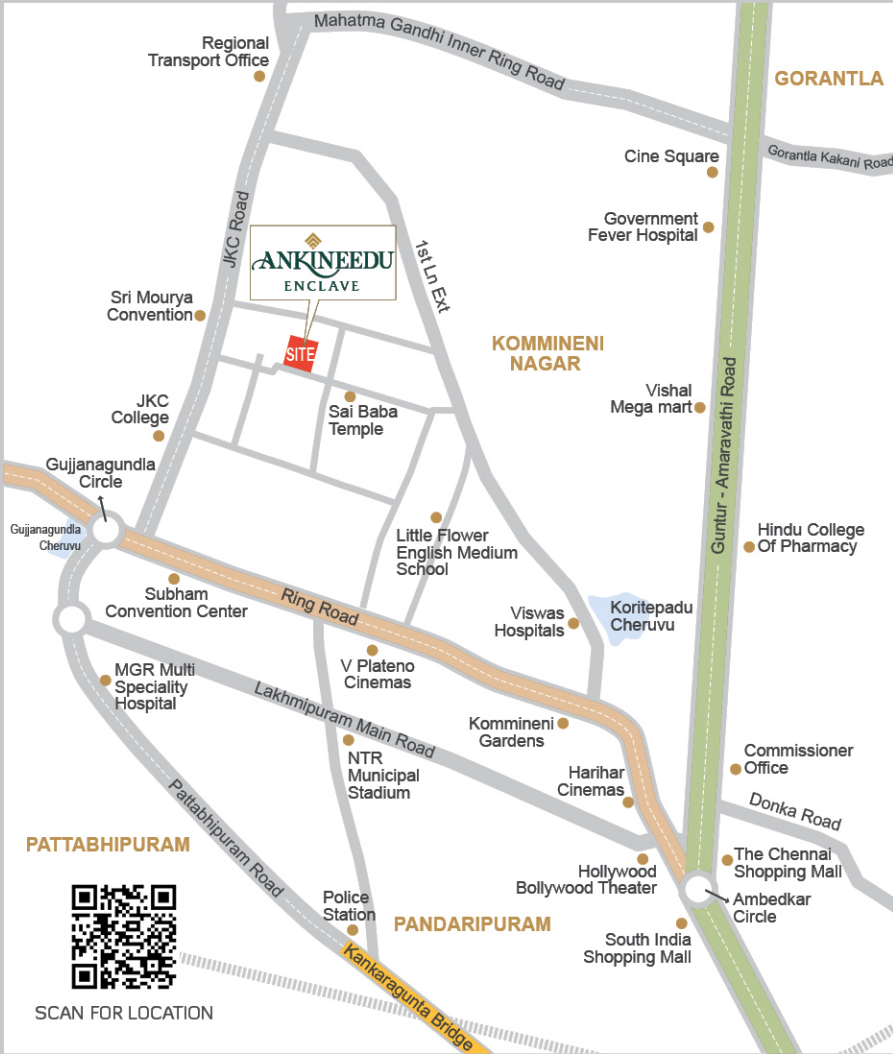 Mahatma Gandhi Inner Ring Road
Regional
Transport Office
GORANTLA
Gorantla Kakani Road
Cine Square
Government
Fever Hospital
JKC Road
ANKINEEDU
ENCLAVE
1st Ln Ext
Sri Mourya
Convention
SITE
KOMMINENI
NAGAR
Guntur - Amaravathi Road
Vishal
Mega mart
JKC
College
Sai Baba
Temple
Gujjanagundla
Circle
Gujjanagundla
Cheruvu
Little Flower
English Medium
School
Hindu College
Of Pharmacy
Subham
Convention Center
Ring Road
Viswas
Hospitals
Koritepadu
Cheruvu
V Plateno
Cinemas
MGR Multi
Speciality
Hospital
Lakhmipuram Main Road
Kommineni
Gardens
NTR
Municipal
Stadium
Harihar
Cinemas
Commissioner
Office
Donka Road
Pattabhipuram Road
PATTABHIPURAM
Hollywood
Bollywood Theater
The Chennai
Shopping Mall
Ambedkar
Circle
Police
Station
PANDARIPURAM
South India
Shopping Mall
Kankaragunta Bridge
SCAN FOR LOCATION